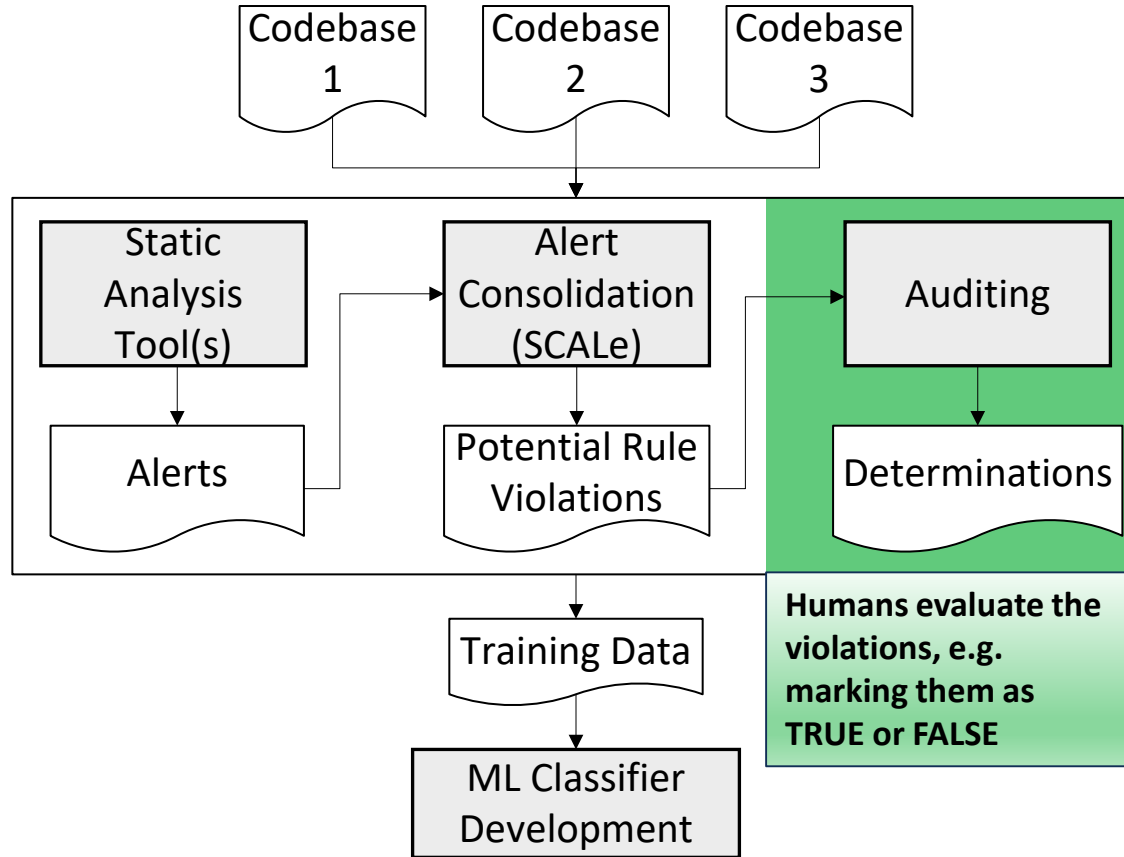 Codebase
1
Codebase
2
Codebase
3
Static
Analysis
Tool(s)
Alert
Consolidation
(SCALe)
Auditing
Alerts
Potential Rule
Violations
Determinations
Humans evaluate the
violations, e.g.
marking them as
TRUE or FALSE
Training Data
ML Classifier
Development